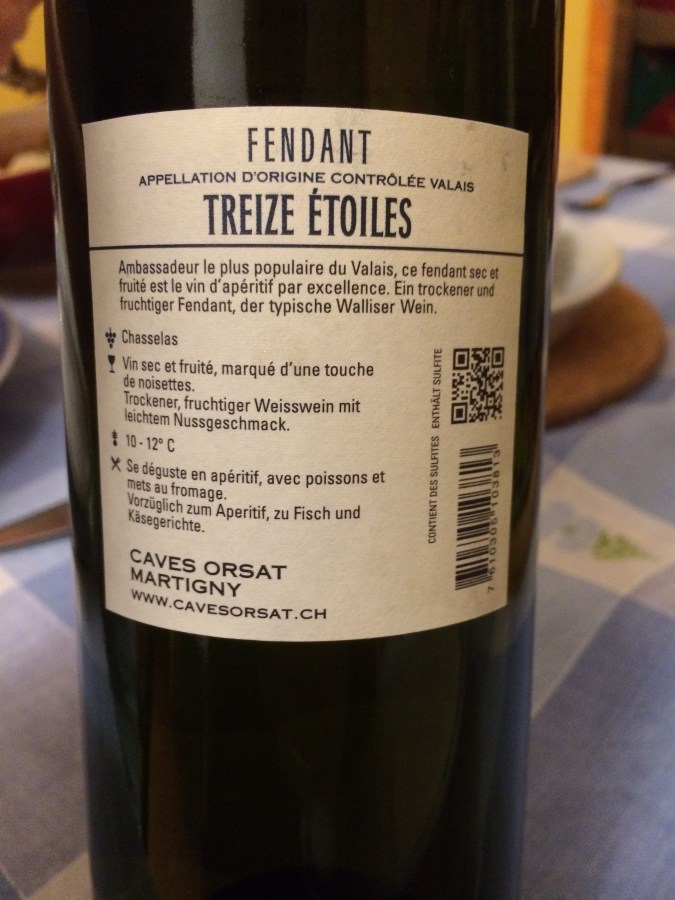 FENDANT
APPELLATION D'ORIGINE CONTRÔLÉE VALAIS
TREIZE ÉTOILES
Ambassadeur le plus populaire du Valais, ce fendant sec et
fruité est le vin d'apéritif par excellence. Ein trockener und
fruchtiger Fendant, der typische Walliser Wein.
Chasselas
Vin sec et fruité, marqué d'une touche
de noisettes.
Trockener, fruchtiger Weisswein mit
leichtem Nussgeschmack.
10 - 12° C
Se déguste en apéritif, avec poissons et
mets au fromage.
Vorzüglich zum Aperitif, zu Fisch und
Käsegerichte.
CAVES ORSAT
MARTIGNY
WWW.CAVESORSAT.CH
CONTIENT DES SULFITES ENTHÄLT SULFITE
7 610305 103813